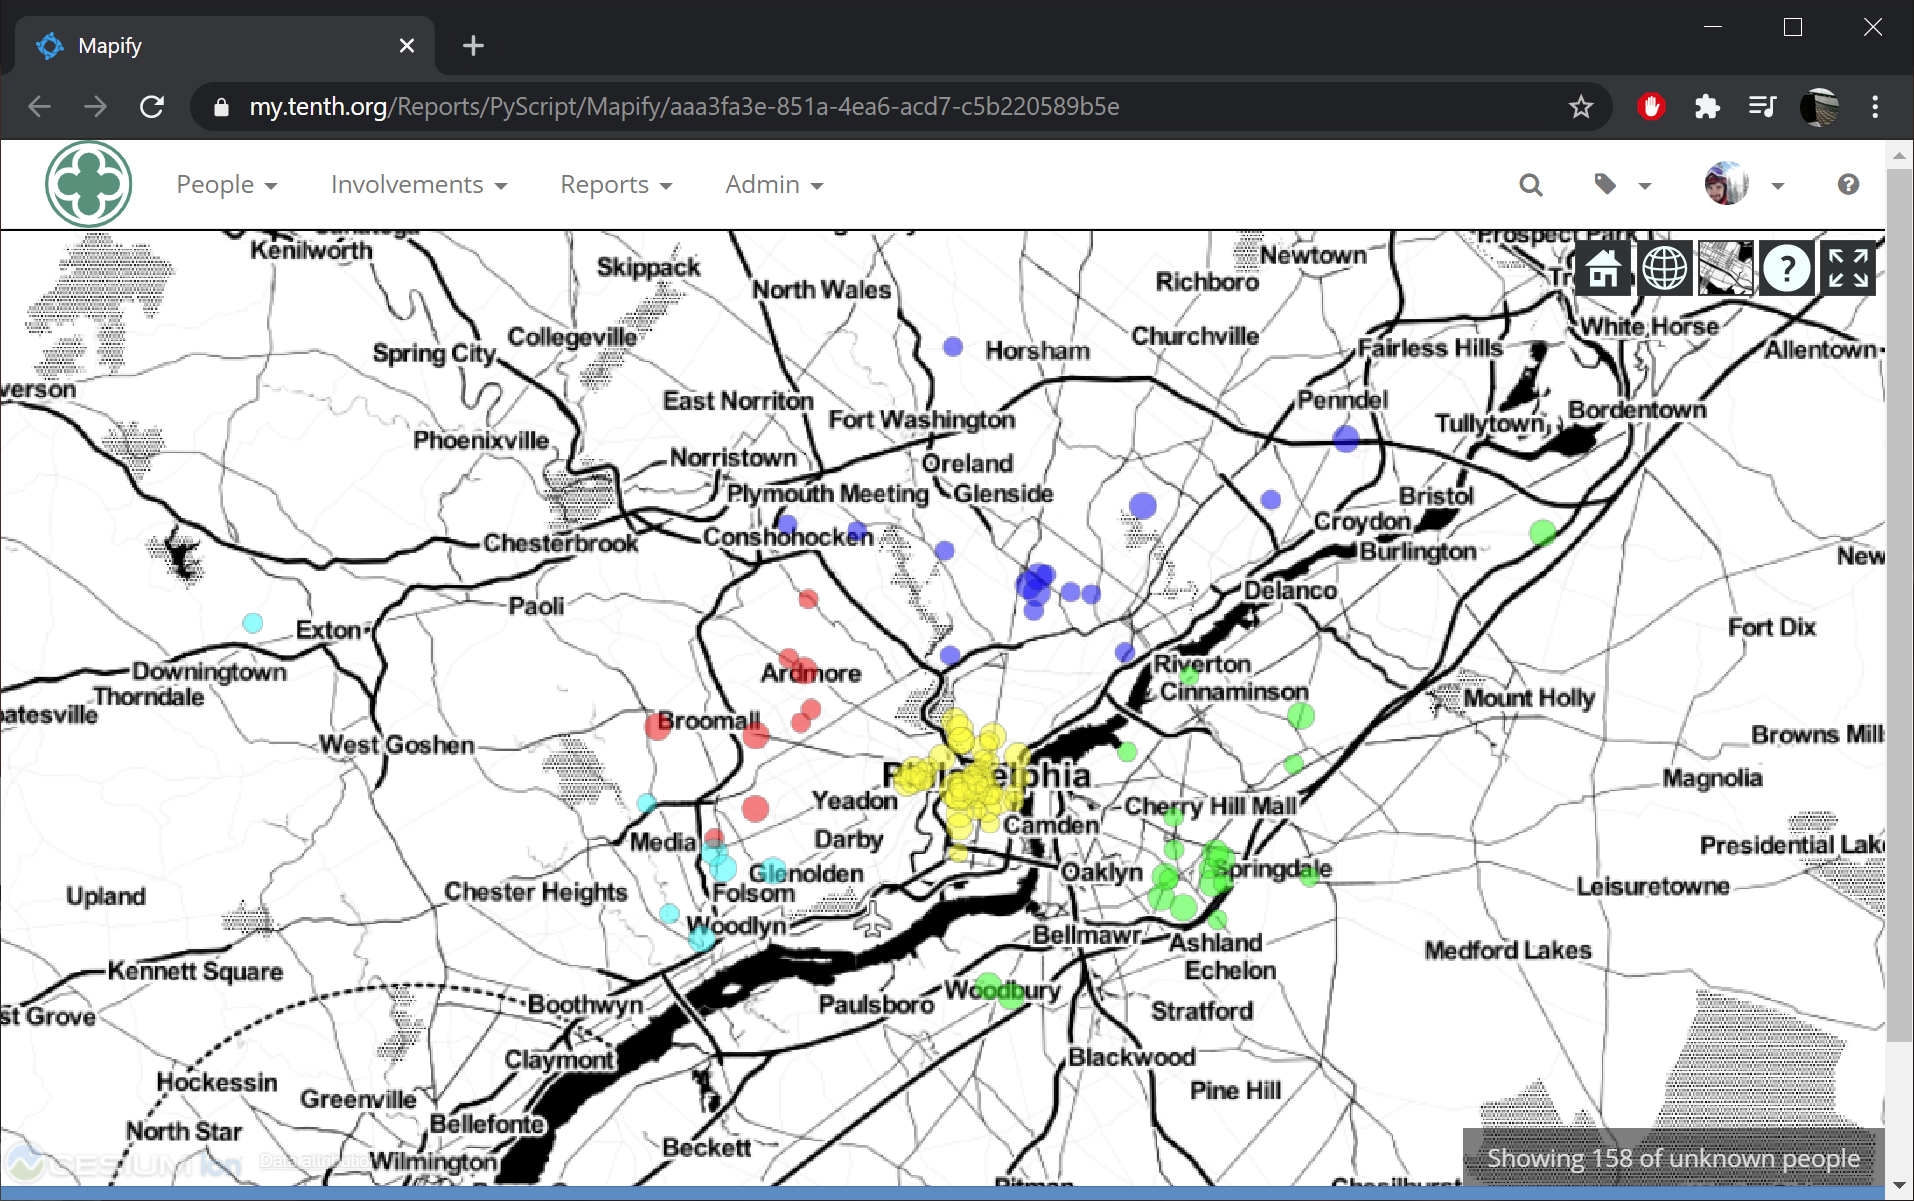 Mapify
my.tenth.org/Reports/PyScript/Mapify/aaa3fa3e-851a-4ea6-acd7-c5b220589b5e
People
Involvements
Reports
Admin
Kenilworth
Skippack
Newtown
Prospect Park
North Wales
Richboro
Collegeville
Spring City
Horsham
Churchville
White Horse
Fairless Hills
Allentown
verson
East Norriton
Fort Washington
Penndel
Bordentown
Tullytown
Phoenixville
Norristown
Oreland
Plymouth Meeting
Glenside
Bristol
Croydon
Chesterbrook
Conshohocken
Burlington
New
Paoli
Delanco
Exton
Fort Dix
Downingtown
Ardmore
Riverton
Thorndale
Cinnaminson
Mount Holly
atesville
Broomall
West Goshen
Browns Mill
Philadelphia
Magnolia
Yeadon
Cherry Hill Mall
Camden
Media
Darby
Presidential Lake
Glenolden
Oaklyn
Springdale
Upland
Chester Heights
Folsom
Leisuretowne
Woodlyn
Bellmawr
Ashland
Medford Lakes
Kennett Square
Echelon
Woodbury
Boothwyn
Paulsboro
Stratford
st Grove
Claymont
Blackwood
Hockessin
Pine Hill
Greenville
Bellefonte
North Star
Beckett
CESIUM ion
Data attribution
Wilmington
Showing 158 of unknown people